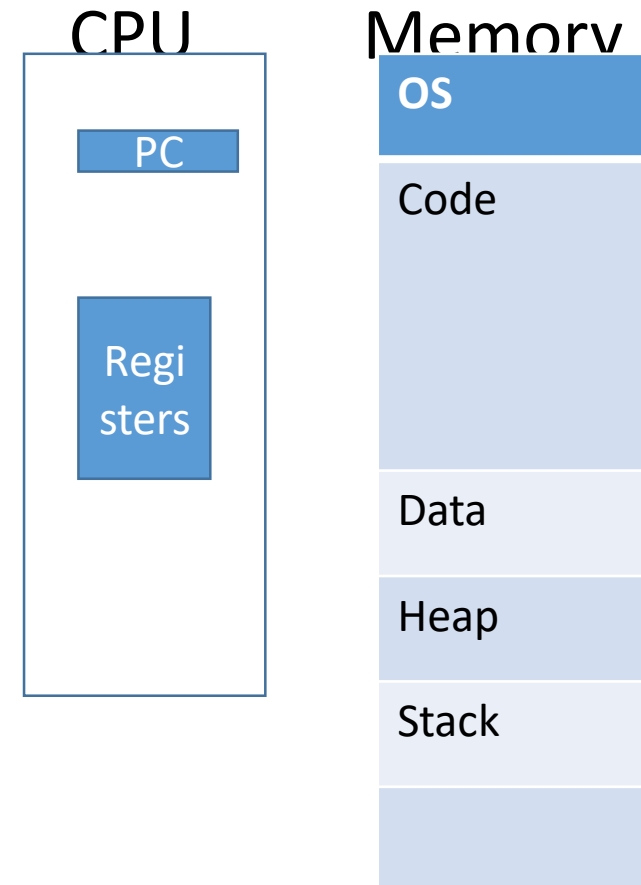 CPU
Memory
PC
Regi
sters
OS
Code
Data
Heap
Stack